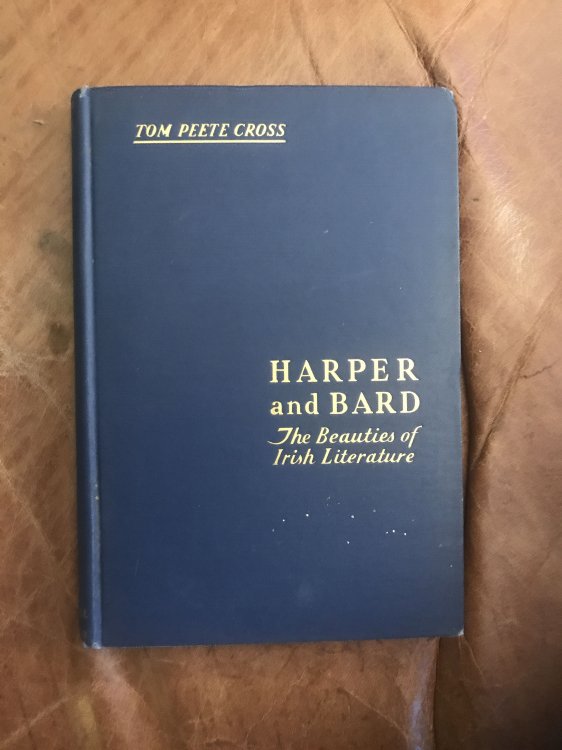 TOM PEETE CROSS
HARPER
and BARD
The Beauties of
Irish Literature